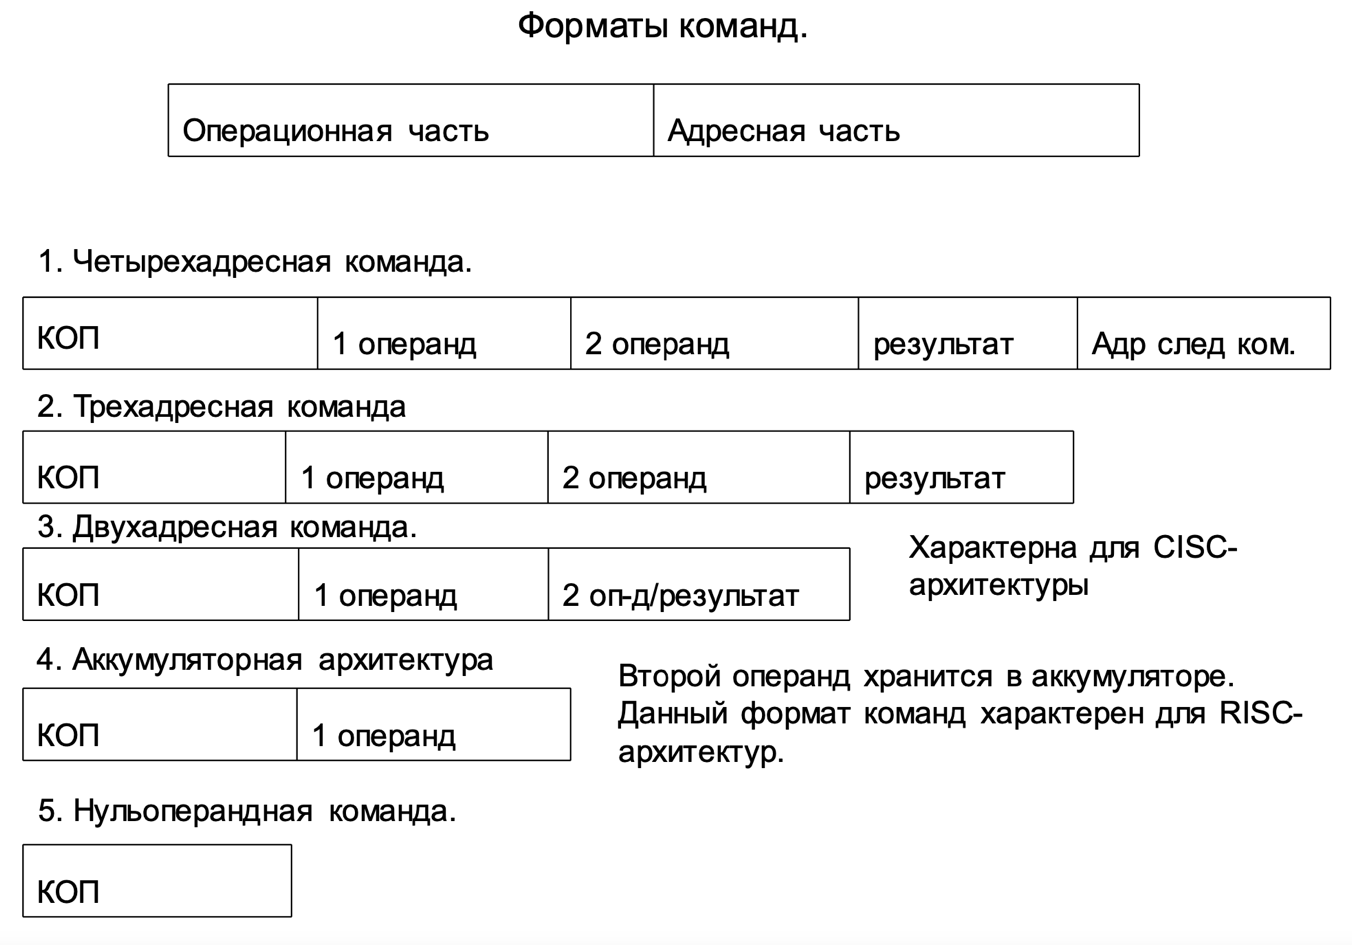 Форматы команд.
Операционная часть
Адресная часть
1. Четырехадресная команда.
КОП
1 операнд
2 операнд
результат
Адр след ком.
2. Трехадресная команда
КОП
1 операнд
2 операнд
результат
3. Двухадресная команда.
КОП
1 операнд
2 оп-д/результат
Характерна для CISC-
архитектуры
4. Аккумуляторная архитектура
КОП
1 операнд
Второй операнд хранится в аккумуляторе.
Данный формат команд характерен для RISC-
архитектур.
5. Нульоперандная команда.
КОП